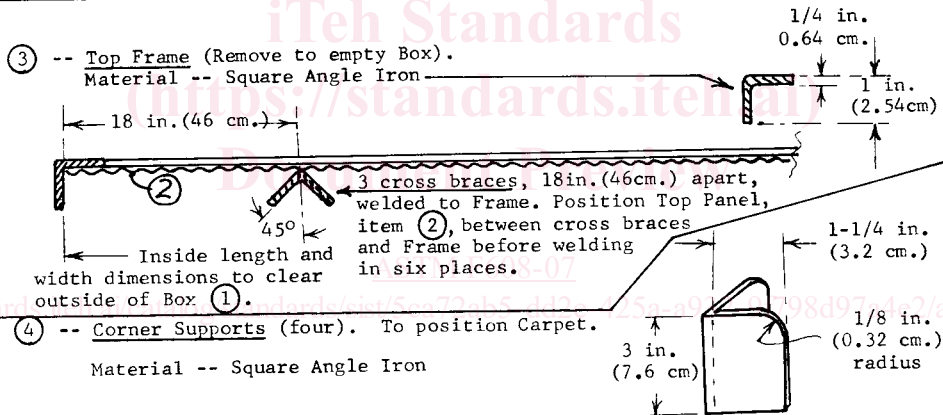 iTeh Standards
(https://standards.iteh.ai)
Document Preview
ASTM F608-07
1/4 in.
0.64 cm.
3 -- Top Frame (Remove to empty Box).
Material -- Square Angle Iron
1 in.
(2.54cm)
18 in.(46 cm.)
2
3 cross braces, 18in.(46cm.) apart,
welded to Frame. Position Top Panel,
item 2, between cross braces
and Frame before welding
in six places.
45°
Inside length and
width dimensions to clear
outside of Box 1.
1-1/4 in.
(3.2 cm.)
4 -- Corner Supports (four). To position Carpet.
Material -- Square Angle Iron
3 in.
(7.6 cm)
1/8 in.
(0.32 cm.)
radius